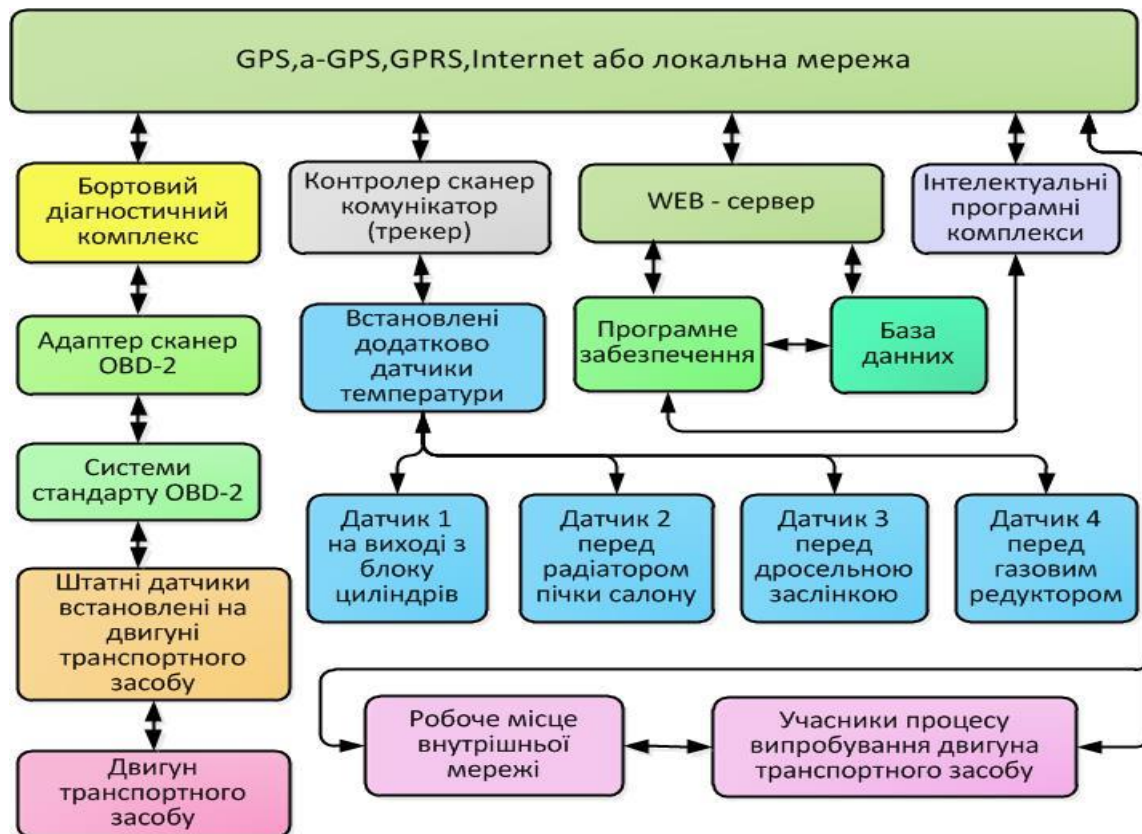 GPS,a-GPS,GPRS,Internet або локальна мережа
Бортовий
діагностичний
комплекс
Контролер сканер
комунікатор
(трекер)
WEB - сервер
Інтелектуальні
програмні
комплекси
Адаптер сканер
OBD-2
Встановлені
додатково
датчики
температури
Програмне
забезпечення
База
данних
Системи
стандарту OBD-2
Датчик 1
на виході з
блоку
циліндрів
Датчик 2
перед
радіатором
пічки салону
Датчик 3
перед
дросельною
заслінкою
Датчик 4
перед
газовим
редуктором
Штатні датчики
встановлені на
двигуні
транспортного
засобу
Робоче місце
внутрішньої
мережі
Учасники процесу
випробування двигуна
транспортного засобу
Двигун
транспортного
засобу